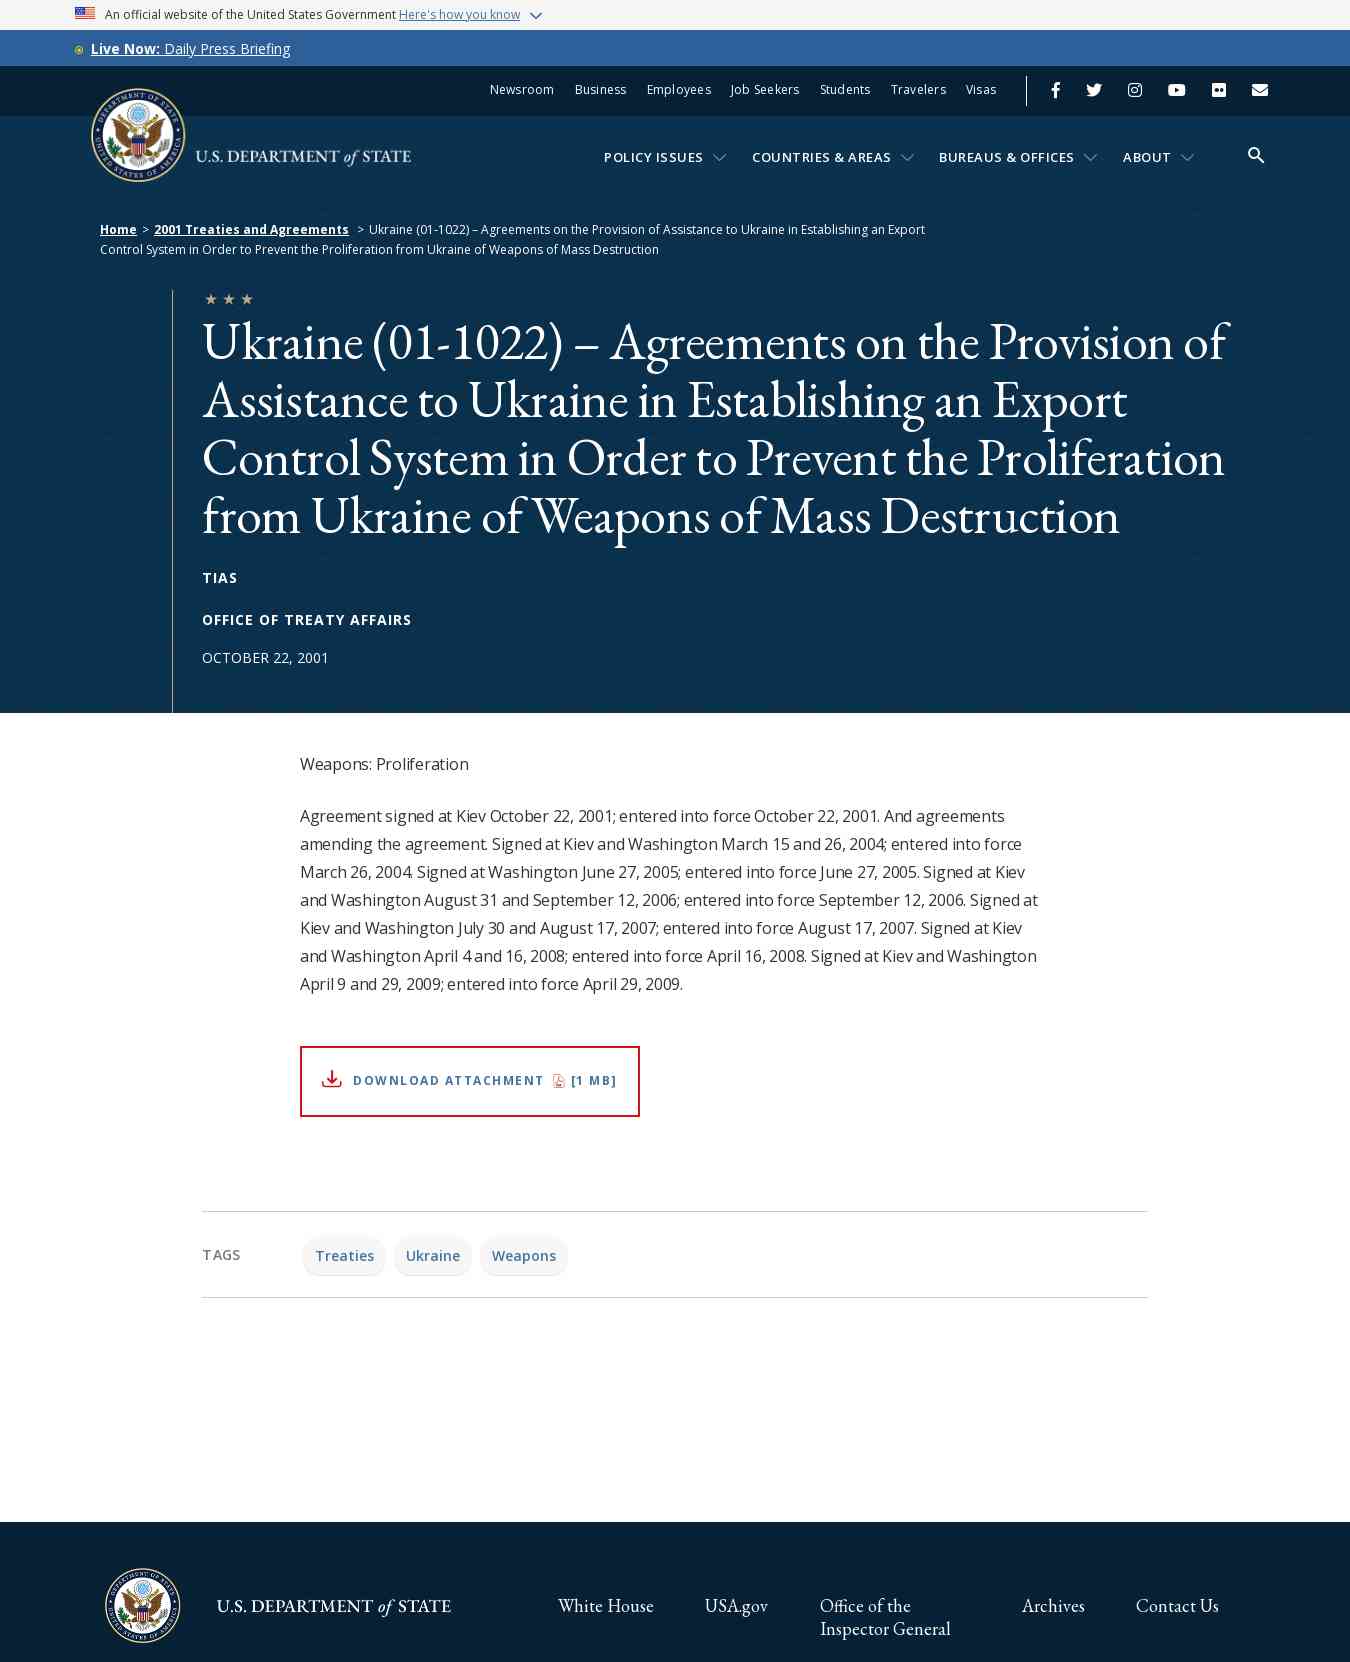 An official website of the United States Government Here's how you know
Live Now: Daily Press Briefing
Newsroom Business Employees Job Seekers Students Travelers Visas
U.S. DEPARTMENT of STATE
POLICY ISSUES COUNTRIES & AREAS BUREAUS & OFFICES ABOUT
Home > 2001 Treaties and Agreements > Ukraine (01-1022) – Agreements on the Provision of Assistance to Ukraine in Establishing an Export
Control System in Order to Prevent the Proliferation from Ukraine of Weapons of Mass Destruction
Ukraine (01-1022) – Agreements on the Provision of
Assistance to Ukraine in Establishing an Export
Control System in Order to Prevent the Proliferation
from Ukraine of Weapons of Mass Destruction
TIAS
OFFICE OF TREATY AFFAIRS
OCTOBER 22, 2001
Weapons: Proliferation
Agreement signed at Kiev October 22, 2001; entered into force October 22, 2001. And agreements
amending the agreement. Signed at Kiev and Washington March 15 and 26, 2004; entered into force
March 26, 2004. Signed at Washington June 27, 2005; entered into force June 27, 2005. Signed at Kiev
and Washington August 31 and September 12, 2006; entered into force September 12, 2006. Signed at
Kiev and Washington July 30 and August 17, 2007; entered into force August 17, 2007. Signed at Kiev
and Washington April 4 and 16, 2008; entered into force April 16, 2008. Signed at Kiev and Washington
April 9 and 29, 2009; entered into force April 29, 2009.
DOWNLOAD ATTACHMENT [1 MB]
TAGS Treaties Ukraine Weapons
U.S. DEPARTMENT of STATE
White House USA.gov Office of the Archives Contact Us
Inspector General